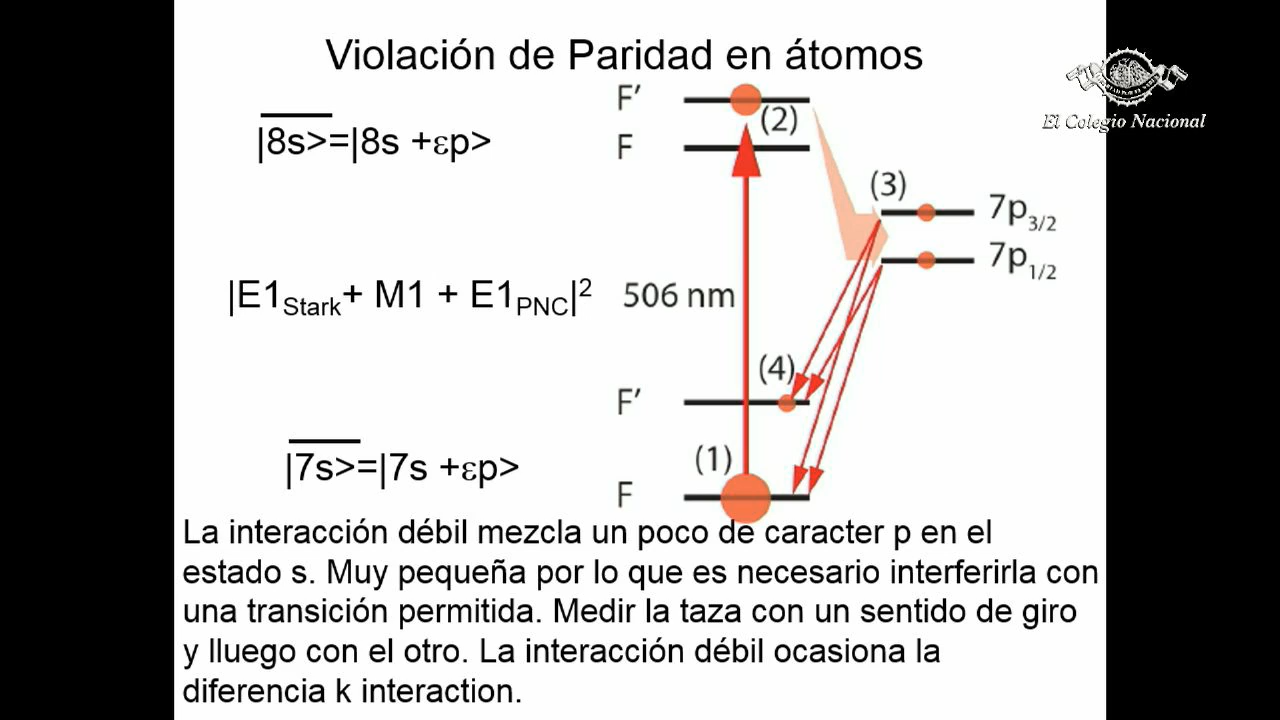 Violación de Paridad en átomos
El Colegio Nacional
F’
(2)
|8s>=|8s +εp>
F
(3)
7p3/2
7p1/2
|E1Stark+ M1 + E1PNC|2
506 nm
(4)
F’
(1)
|7s>=|7s +εp>
F
La interacción débil mezcla un poco de caracter p en el
estado s. Muy pequeña por lo que es necesario interferirla con
una transición permitida. Medir la taza con un sentido de giro
y lluego con el otro. La interacción débil ocasiona la
diferencia k interaction.